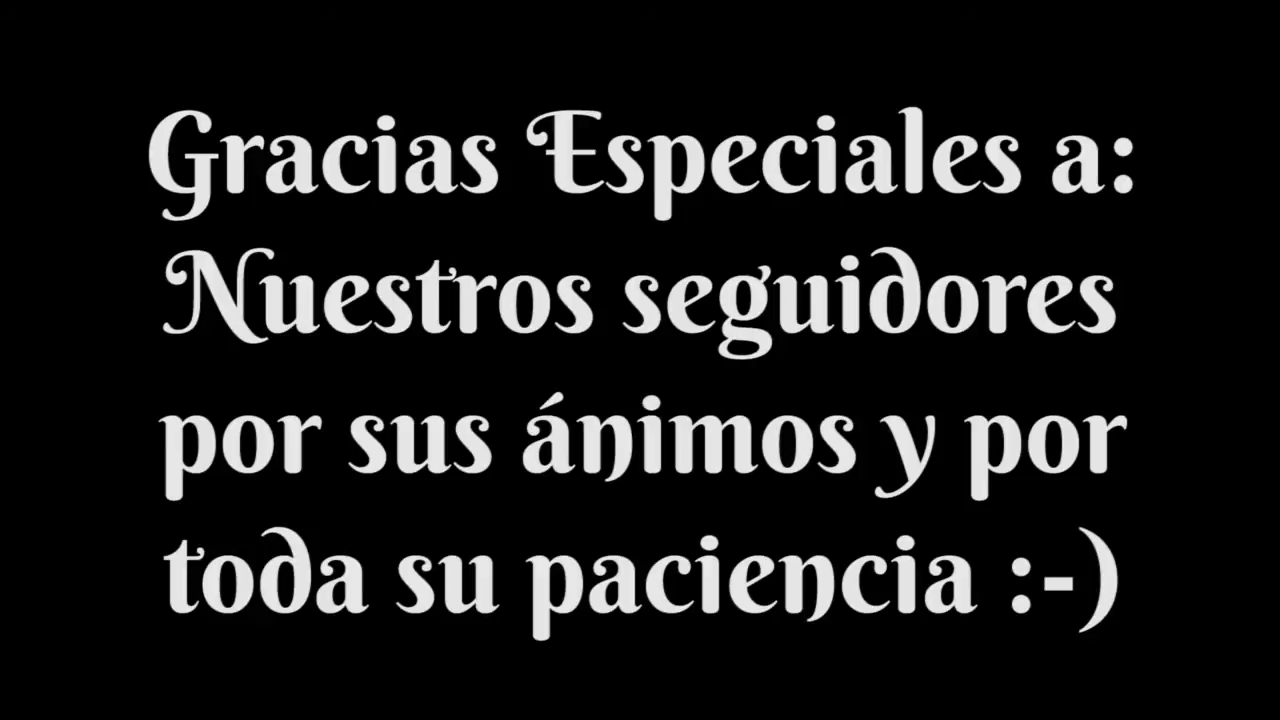 Gracias Especiales a:
Nuestros seguidores
por sus ánimos y por
toda su paciencia :-)